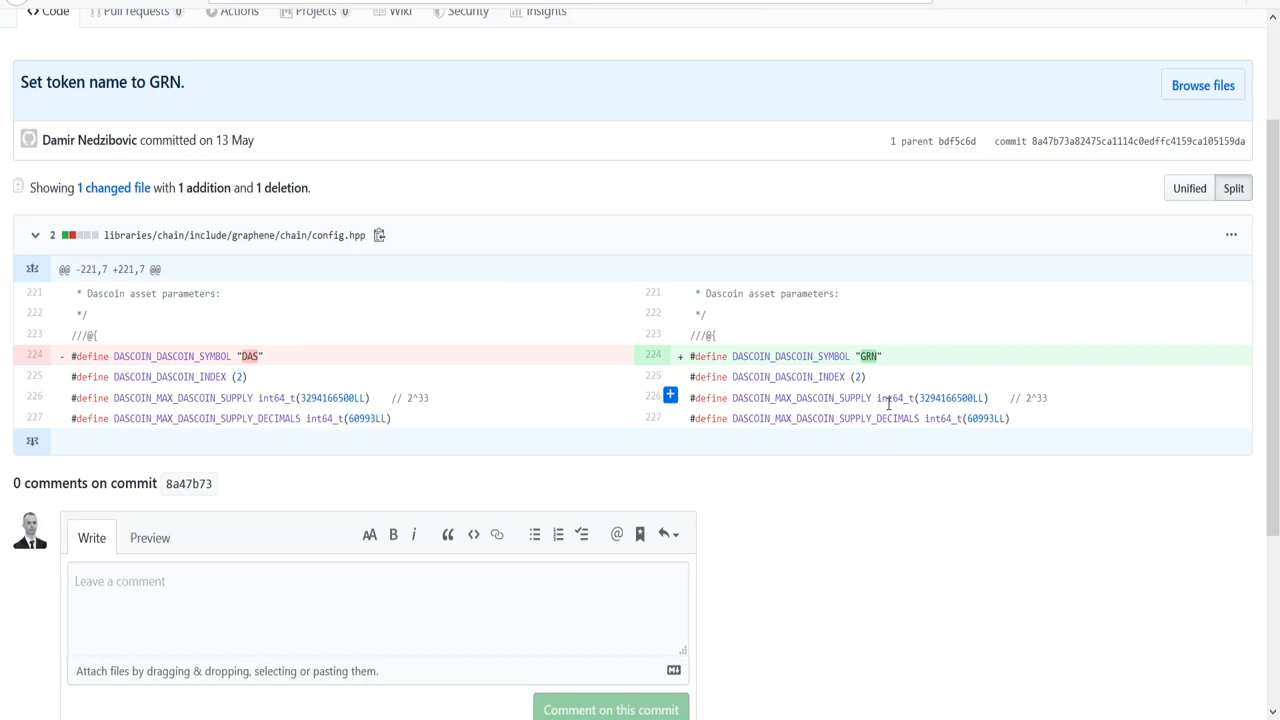 Code Pull requests 0 Actions Projects 0 Wiki Security Insights
Set token name to GRN.
Browse files
Damir Nedzibovic committed on 13 May
1 parent bdf5c6d commit 8a47b73a82475ca1114c0edffc4159ca105159da
Showing 1 changed file with 1 addition and 1 deletion.
Unified Split
2 libraries/chain/include/graphene/chain/config.hpp
@@ -221,7 +221,7 @@
221 * Dascoin asset parameters:
221 * Dascoin asset parameters:
222 */
222 */
223 ///@{
223 ///@{
224 - #define DASCOIN_DASCOIN_SYMBOL "DAS"
224 + #define DASCOIN_DASCOIN_SYMBOL "GRN"
225 #define DASCOIN_DASCOIN_INDEX (2)
225 #define DASCOIN_DASCOIN_INDEX (2)
226 #define DASCOIN_MAX_DASCOIN_SUPPLY int64_t(3294166500LL) // 2^33
226 #define DASCOIN_MAX_DASCOIN_SUPPLY int64_t(3294166500LL) // 2^33
227 #define DASCOIN_MAX_DASCOIN_SUPPLY_DECIMALS int64_t(60993LL)
227 #define DASCOIN_MAX_DASCOIN_SUPPLY_DECIMALS int64_t(60993LL)
0 comments on commit 8a47b73
Write Preview
AA B i “ <> @
Leave a comment
Attach files by dragging & dropping, selecting or pasting them.
Comment on this commit